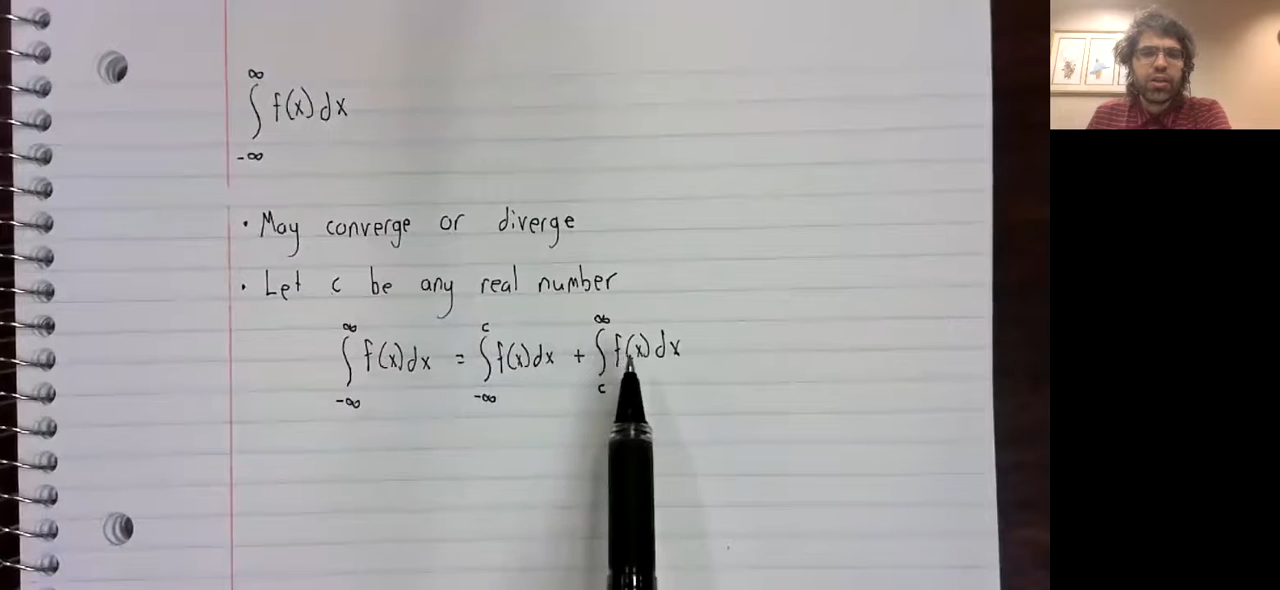 ∞
∫ f(x) dx
-∞
· May converge or diverge
· Let c be any real number
∞ c ∞
∫ f(x) dx = ∫ f(x) dx + ∫ f(x) dx
-∞ -∞ c